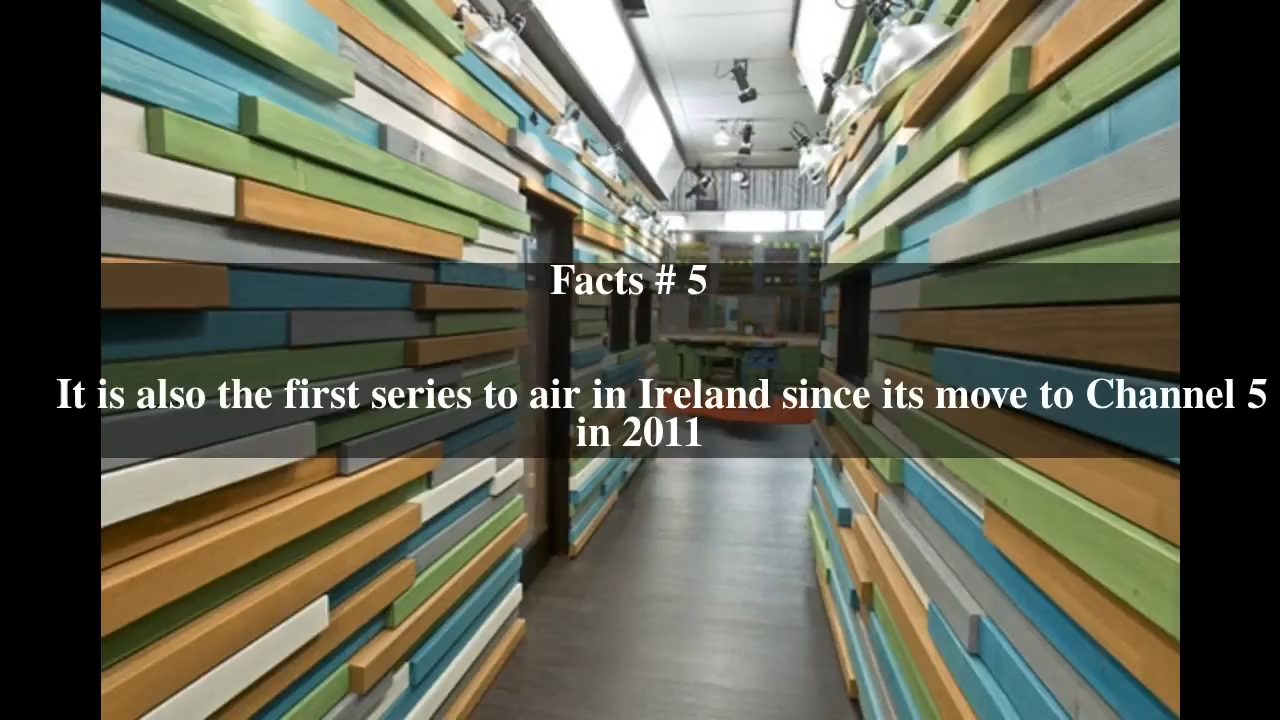 Facts # 5
It is also the first series to air in Ireland since its move to Channel 5
in 2011